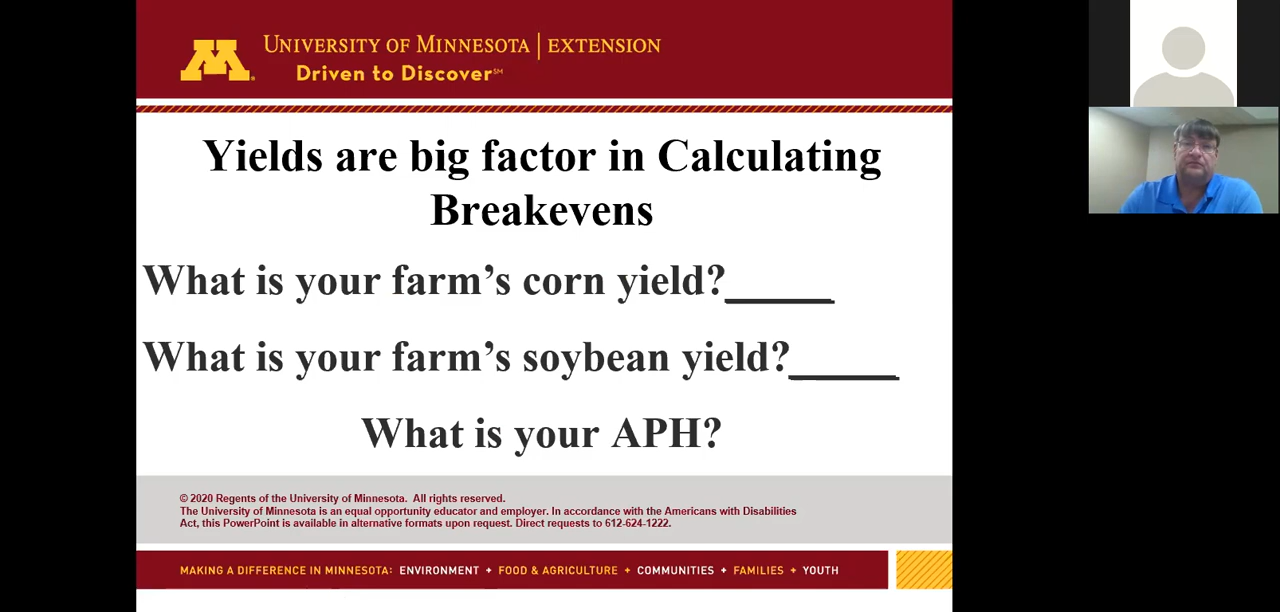 UNIVERSITY OF MINNESOTA | EXTENSION
Driven to Discover℠
Yields are big factor in Calculating
Breakevens
What is your farm’s corn yield?_____
What is your farm’s soybean yield?_____
What is your APH?
© 2020 Regents of the University of Minnesota. All rights reserved.
The University of Minnesota is an equal opportunity educator and employer. In accordance with the Americans with Disabilities
Act, this PowerPoint is available in alternative formats upon request. Direct requests to 612-624-1222.
MAKING A DIFFERENCE IN MINNESOTA: ENVIRONMENT + FOOD & AGRICULTURE + COMMUNITIES + FAMILIES + YOUTH